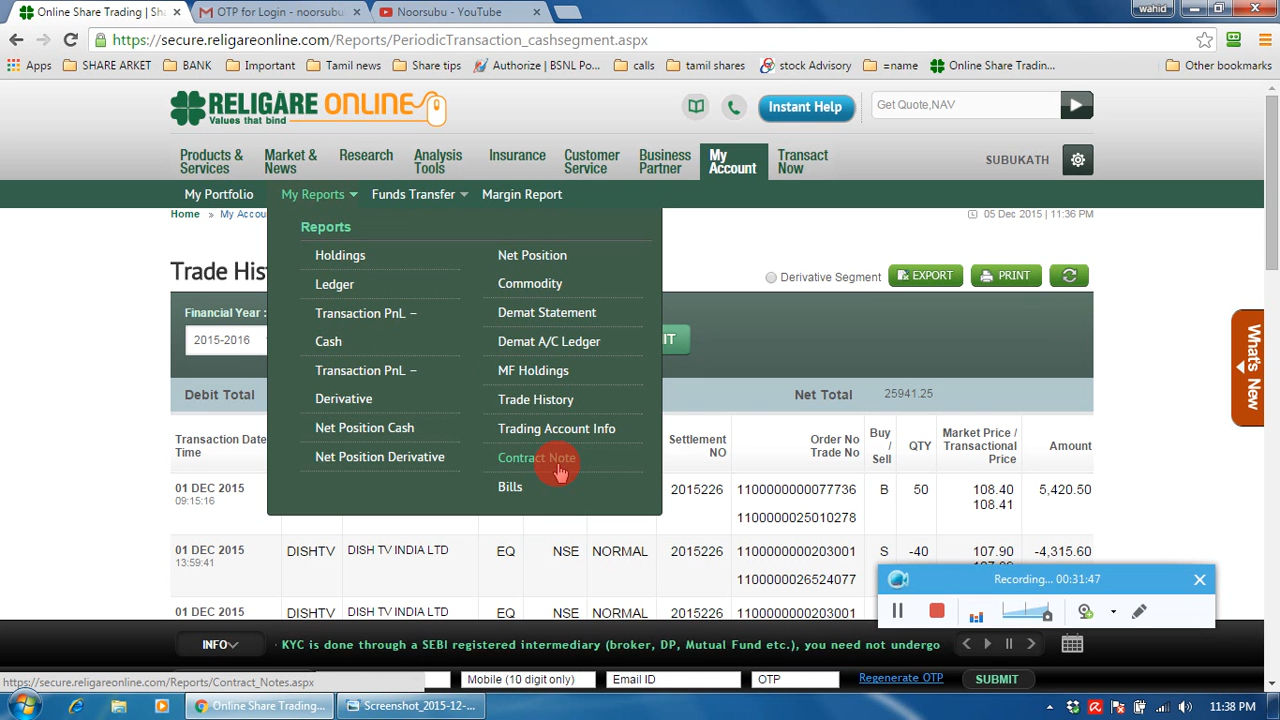 Online Share Trading | Sha
OTP for Login - noorsubu
Noorsubu - YouTube
wahid
https://secure.religareonline.com/Reports/PeriodicTransaction_cashsegment.aspx
Apps SHARE ARKET BANK Important Tamil news Share tips Authorize | BSNL Po... calls tamil shares stock Advisory =name Online Share Tradin... Other bookmarks
RELIGARE ONLINE
Values that bind
Instant Help
Get Quote,NAV
Products & Services
Market & News
Research
Analysis Tools
Insurance
Customer Service
Business Partner
My Account
Transact Now
SUBUKATH
My Portfolio My Reports Funds Transfer Margin Report
Home » My Accou
05 Dec 2015 | 11:36 PM
Reports
Holdings
Ledger
Transaction PnL –
Cash
Transaction PnL –
Derivative
Net Position Cash
Net Position Derivative
Net Position
Commodity
Demat Statement
Demat A/C Ledger
MF Holdings
Trade History
Trading Account Info
Contract Note
Bills
Trade His
Derivative Segment EXPORT PRINT
Financial Year :
2015-2016
IT
Debit Total
Net Total 25941.25
Transaction Date
Time
Settlement
NO
Order No
Trade No
Buy /
Sell
QTY
Market Price /
Transactional
Price
Amount
01 DEC 2015 2015226 1100000000077736 B 50 108.40 5,420.50
09:15:16 1100000025010278 108.41
01 DEC 2015 DISHTV DISH TV INDIA LTD EQ NSE NORMAL 2015226 1100000000203001 S -40 107.90 -4,315.60
13:59:41 1100000026524077
01 DEC 2015 DISHTV DISH TV INDIA LTD EQ NSE NORMAL 2015226 1100000000203001
Recording... 00:31:47
What's New
INFO
· KYC is done through a SEBI registered intermediary (broker, DP, Mutual Fund etc.), you need not undergo
https://secure.religareonline.com/Reports/Contract_Notes.aspx
Mobile (10 digit only) Email ID OTP Regenerate OTP SUBMIT
Online Share Trading...
Screenshot_2015-12-...
11:38 PM